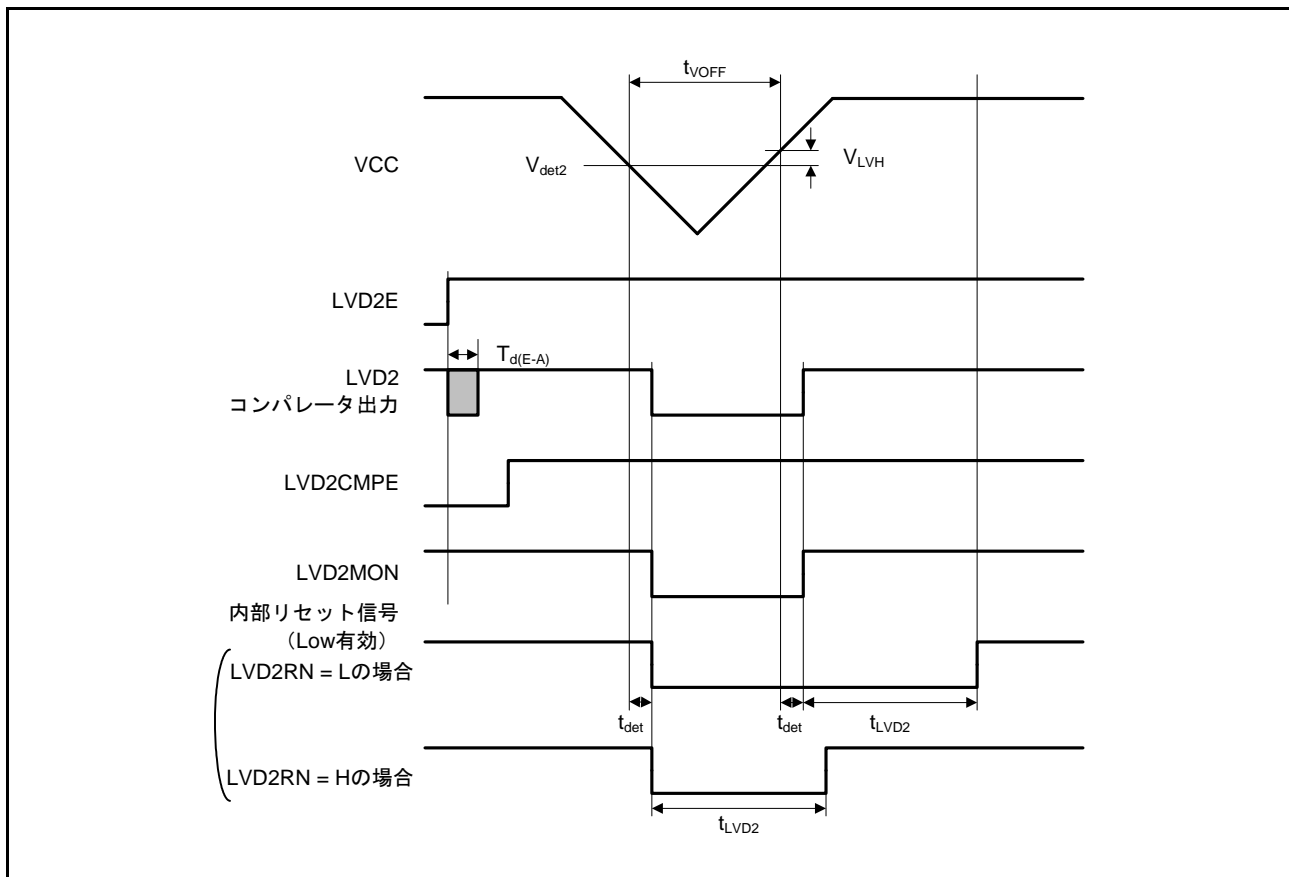 tVOFF
VCC
Vdet2
VLVH
LVD2E
Td(E-A)
LVD2
コンパレータ出力
LVD2CMPE
LVD2MON
内部リセット信号
（Low有効）
LVD2RN = Lの場合
tdet
tdet
tLVD2
LVD2RN = Hの場合
tLVD2